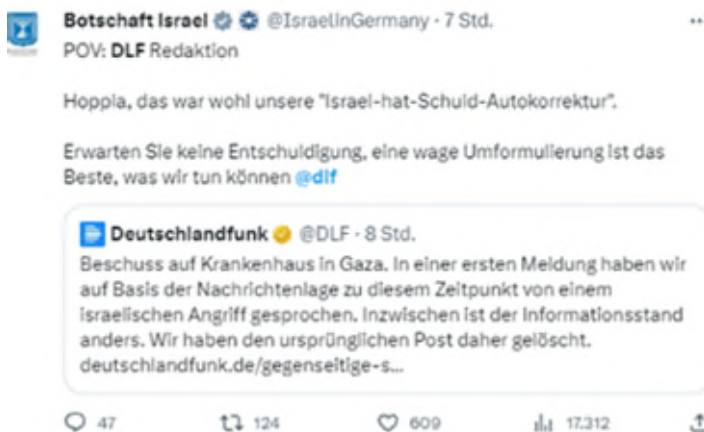 Botschaft Israel @IsraelinGermany · 7 Std.
POV: DLF Redaktion
Hoppla, das war wohl unsere "Israel-hat-Schuld-Autokorrektur".
Erwarten Sie keine Entschuldigung, eine wage Umformulierung ist das
Beste, was wir tun können @dlf
Deutschlandfunk @DLF · 8 Std.
Beschuss auf Krankenhaus in Gaza. In einer ersten Meldung haben wir
auf Basis der Nachrichtenlage zu diesem Zeitpunkt von einem
israelischen Angriff gesprochen. Inzwischen ist der Informationsstand
anders. Wir haben den ursprünglichen Post daher gelöscht.
deutschlandfunk.de/gegenseitige-s...
47 124 609 17.312